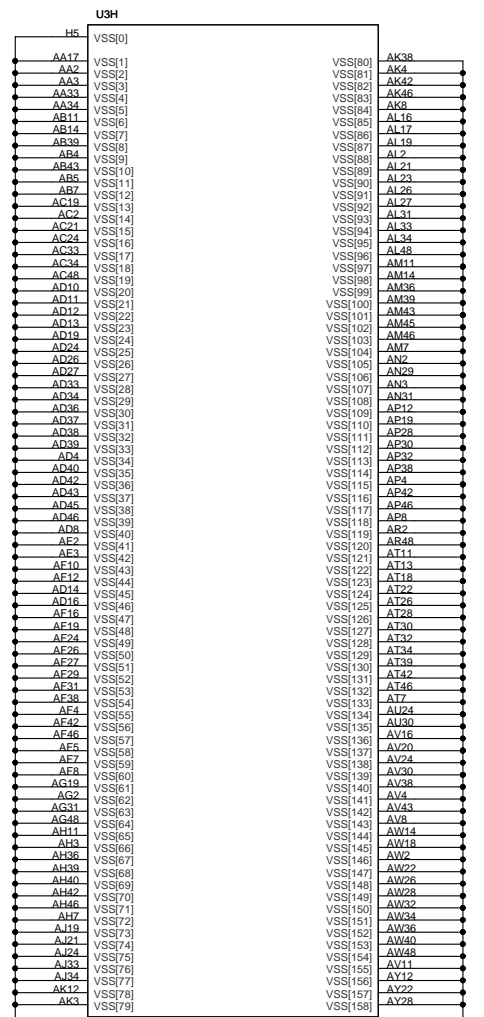 U3H
H5 VSS[0]
AA17 VSS[1] VSS[80] AK38
AA2 VSS[2] VSS[81] AK4
AA3 VSS[3] VSS[82] AK42
AA33 VSS[4] VSS[83] AK46
AA34 VSS[5] VSS[84] AK8
AB11 VSS[6] VSS[85] AL16
AB14 VSS[7] VSS[86] AL17
AB39 VSS[8] VSS[87] AL19
AB4 VSS[9] VSS[88] AL2
AB43 VSS[10] VSS[89] AL21
AB5 VSS[11] VSS[90] AL23
AB7 VSS[12] VSS[91] AL26
AC19 VSS[13] VSS[92] AL27
AC2 VSS[14] VSS[93] AL31
AC21 VSS[15] VSS[94] AL33
AC24 VSS[16] VSS[95] AL34
AC33 VSS[17] VSS[96] AL48
AC34 VSS[18] VSS[97] AM11
AC48 VSS[19] VSS[98] AM14
AD10 VSS[20] VSS[99] AM36
AD11 VSS[21] VSS[100] AM39
AD12 VSS[22] VSS[101] AM43
AD13 VSS[23] VSS[102] AM45
AD19 VSS[24] VSS[103] AM46
AD24 VSS[25] VSS[104] AM7
AD26 VSS[26] VSS[105] AN2
AD27 VSS[27] VSS[106] AN29
AD33 VSS[28] VSS[107] AN3
AD34 VSS[29] VSS[108] AN31
AD36 VSS[30] VSS[109] AP12
AD37 VSS[31] VSS[110] AP19
AD38 VSS[32] VSS[111] AP28
AD39 VSS[33] VSS[112] AP30
AD4 VSS[34] VSS[113] AP32
AD40 VSS[35] VSS[114] AP38
AD42 VSS[36] VSS[115] AP4
AD43 VSS[37] VSS[116] AP42
AD45 VSS[38] VSS[117] AP46
AD46 VSS[39] VSS[118] AP8
AD8 VSS[40] VSS[119] AR2
AE2 VSS[41] VSS[120] AR48
AE3 VSS[42] VSS[121] AT11
AF10 VSS[43] VSS[122] AT13
AF12 VSS[44] VSS[123] AT18
AD14 VSS[45] VSS[124] AT22
AD16 VSS[46] VSS[125] AT26
AF16 VSS[47] VSS[126] AT28
AF19 VSS[48] VSS[127] AT30
AF24 VSS[49] VSS[128] AT32
AF26 VSS[50] VSS[129] AT34
AF27 VSS[51] VSS[130] AT39
AF29 VSS[52] VSS[131] AT42
AF31 VSS[53] VSS[132] AT46
AF38 VSS[54] VSS[133] AT7
AF4 VSS[55] VSS[134] AU24
AF42 VSS[56] VSS[135] AU30
AF46 VSS[57] VSS[136] AV16
AF5 VSS[58] VSS[137] AV20
AF7 VSS[59] VSS[138] AV24
AF8 VSS[60] VSS[139] AV30
AG19 VSS[61] VSS[140] AV38
AG2 VSS[62] VSS[141] AV4
AG31 VSS[63] VSS[142] AV43
AG48 VSS[64] VSS[143] AV8
AH11 VSS[65] VSS[144] AW14
AH3 VSS[66] VSS[145] AW18
AH36 VSS[67] VSS[146] AW2
AH39 VSS[68] VSS[147] AW22
AH40 VSS[69] VSS[148] AW26
AH42 VSS[70] VSS[149] AW28
AH46 VSS[71] VSS[150] AW32
AH7 VSS[72] VSS[151] AW34
AJ19 VSS[73] VSS[152] AW36
AJ21 VSS[74] VSS[153] AW40
AJ24 VSS[75] VSS[154] AW48
AJ33 VSS[76] VSS[155] AV11
AJ34 VSS[77] VSS[156] AY12
AK12 VSS[78] VSS[157] AY22
AK3 VSS[79] VSS[158] AY28